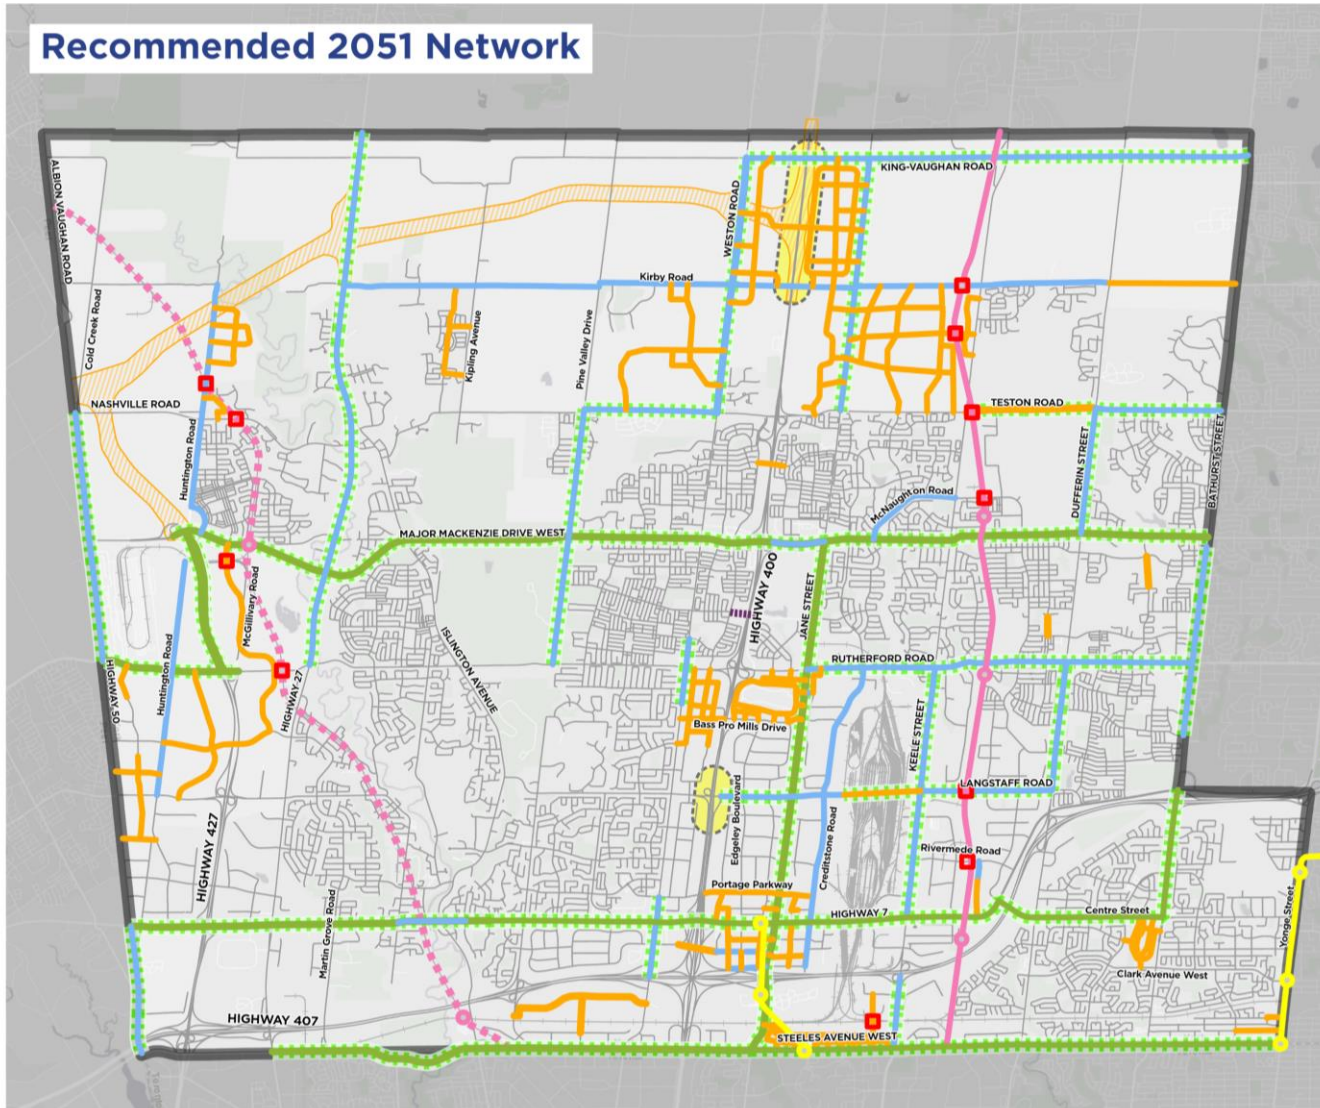 Recommended 2051 Network
KING-VAUGHAN ROAD
ALBION VAUGHAN ROAD
WESTON ROAD
Kirby Road
Cold Creek Road
Kipling Avenue
Pine Valley Drive
NASHVILLE ROAD
TESTON ROAD
Huntington Road
DUFFERIN STREET
BATHURST STREET
McNaughton Road
MAJOR MACKENZIE DRIVE WEST
HIGHWAY 400
McGillivary Road
JANE STREET
ISLINGTON AVENUE
Huntington Road
RUTHERFORD ROAD
HIGHWAY 50
HIGHWAY 27
Bass Pro Mills Drive
KEELE STREET
LANGSTAFF ROAD
Edgeley Boulevard
Creditstone Road
HIGHWAY 427
Rivermede Road
Portage Parkway
Martin Grove Road
HIGHWAY 7
Centre Street
Yonge Street
Clark Avenue West
HIGHWAY 407
STEELES AVENUE WEST